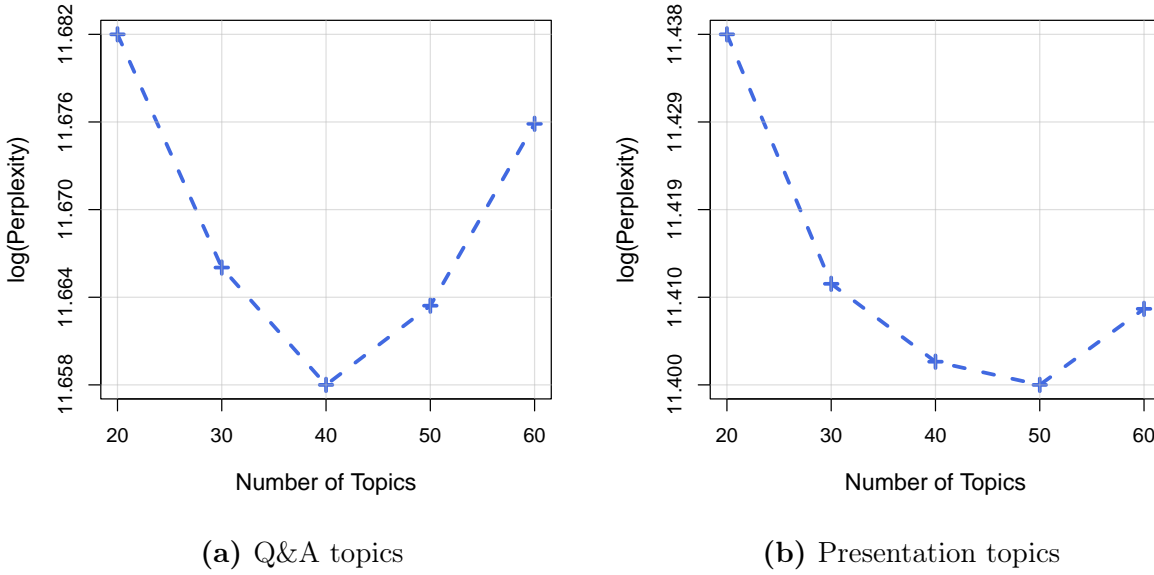 log(Perplexity)
11.682
11.676
11.670
11.664
11.658
20 30 40 50 60
Number of Topics
(a) Q&A topics
log(Perplexity)
11.438
11.429
11.419
11.410
11.400
20 30 40 50 60
Number of Topics
(b) Presentation topics